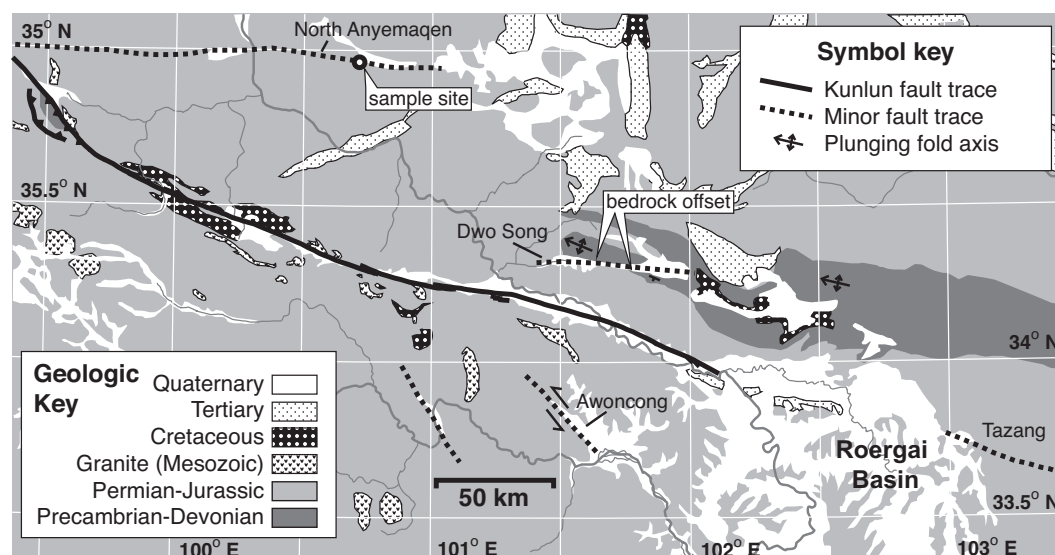 35° N
North Anyemaqen
sample site
Symbol key
Kunlun fault trace
Minor fault trace
Plunging fold axis
35.5° N
bedrock offset
Dwo Song
34° N
Geologic
Key
Quaternary
Tertiary
Cretaceous
Granite (Mesozoic)
Permian-Jurassic
Precambrian-Devonian
Awoncong
Tazang
Roergai
Basin
50 km
33.5° N
100° E
101° E
102° E
103° E